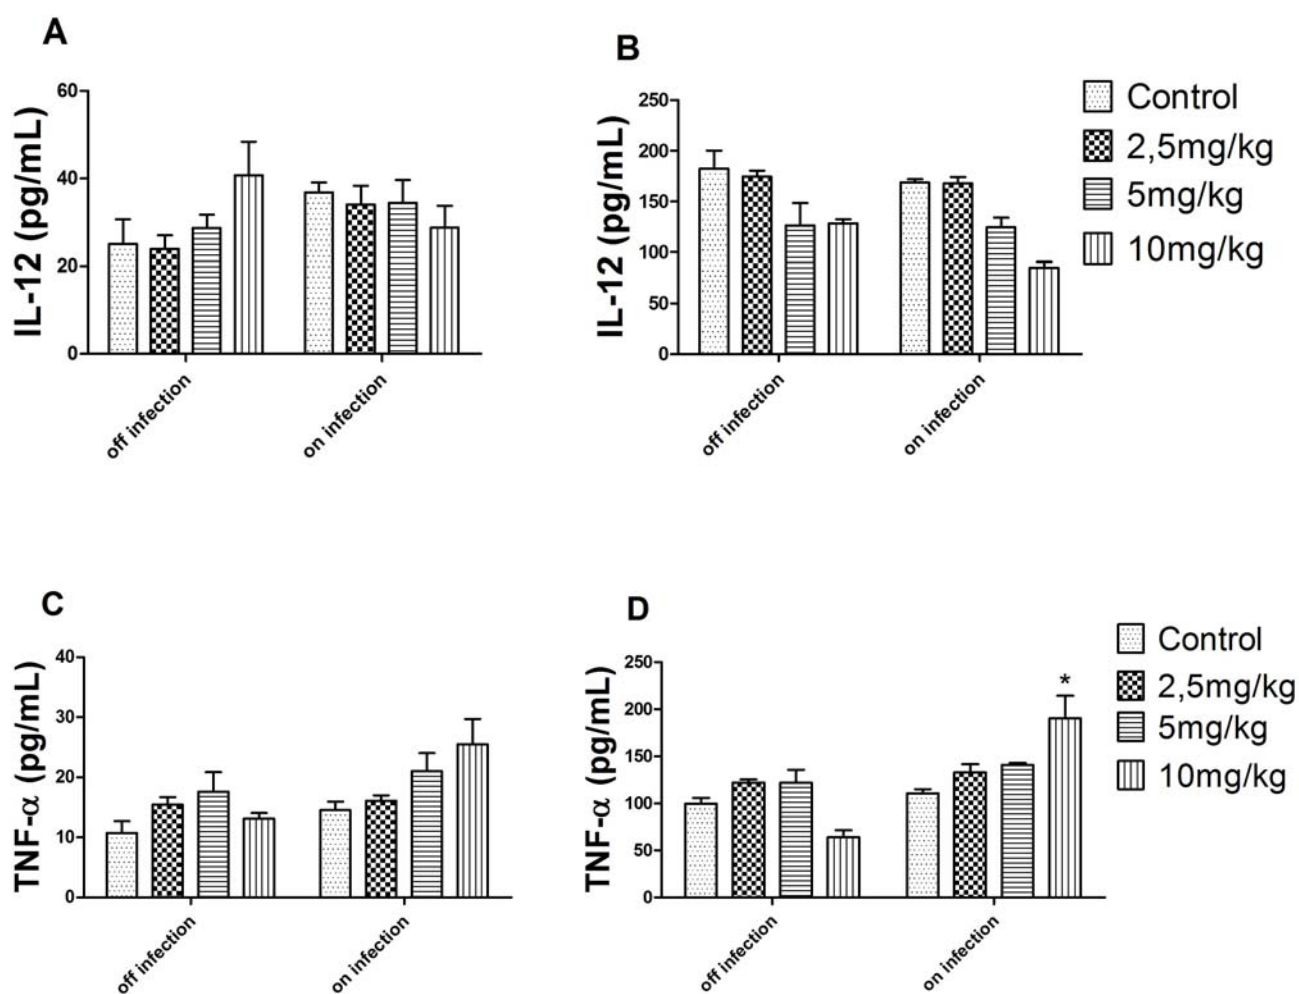 A
60
40
20
0
IL-12 (pg/mL)
off infection
on infection
B
250
200
150
100
50
0
IL-12 (pg/mL)
off infection
on infection
Control
2,5mg/kg
5mg/kg
10mg/kg
C
40
30
20
10
0
TNF-α (pg/mL)
off infection
on infection
D
250
200
150
100
50
0
TNF-α (pg/mL)
*
off infection
on infection
Control
2,5mg/kg
5mg/kg
10mg/kg